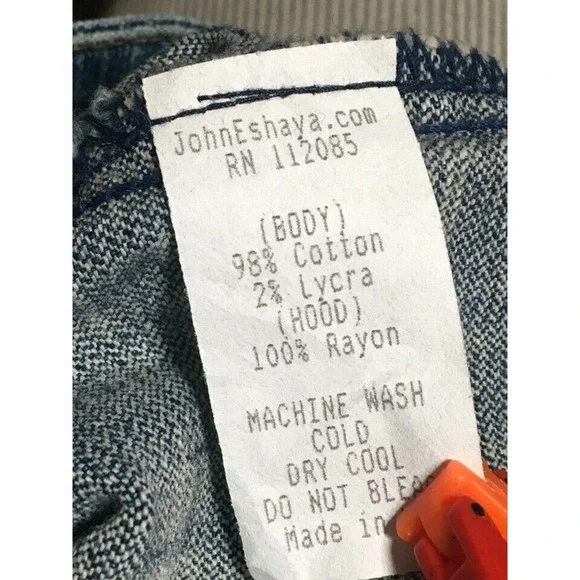 JohnEshaya.com
RN 112085
(BODY)
98% Cotton
2% Lycra
(HOOD)
100% Rayon
MACHINE WASH
COLD
DRY COOL
DO NOT
Made in